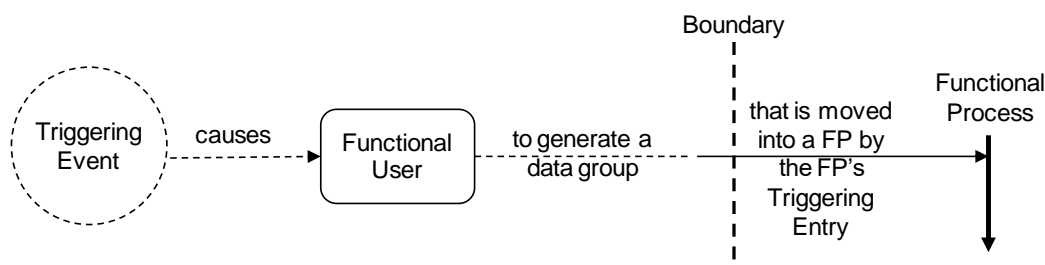 Boundary
Functional
Process
Triggering
Event
causes
Functional
User
to generate a
data group
that is moved
into a FP by
the FP's
Triggering
Entry